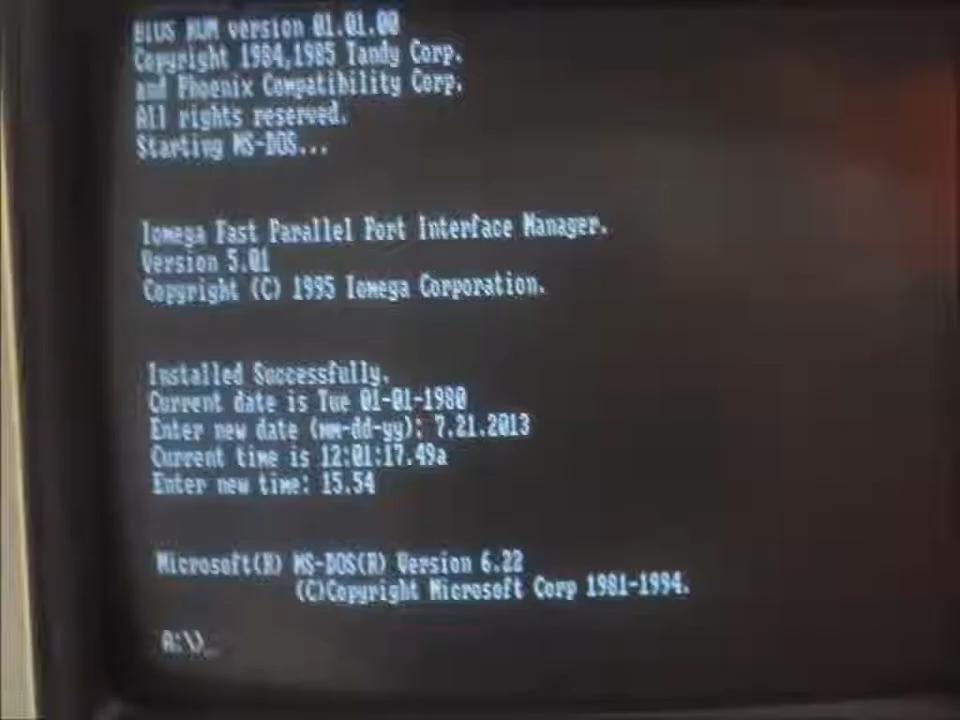 BIOS ROM version 01.01.00
Copyright 1984,1985 Tandy Corp.
and Phoenix Compatibility Corp.
All rights reserved.
Starting MS-DOS...
Iomega Fast Parallel Port Interface Manager.
Version 5.01
Copyright (C) 1995 Iomega Corporation.
Installed Successfully.
Current date is Tue 01-01-1980
Enter new date (mm-dd-yy): 7.21.2013
Current time is 12:01:17.49a
Enter new time: 15.54
Microsoft(R) MS-DOS(R) Version 6.22
(C)Copyright Microsoft Corp 1981-1994.
A:\>_